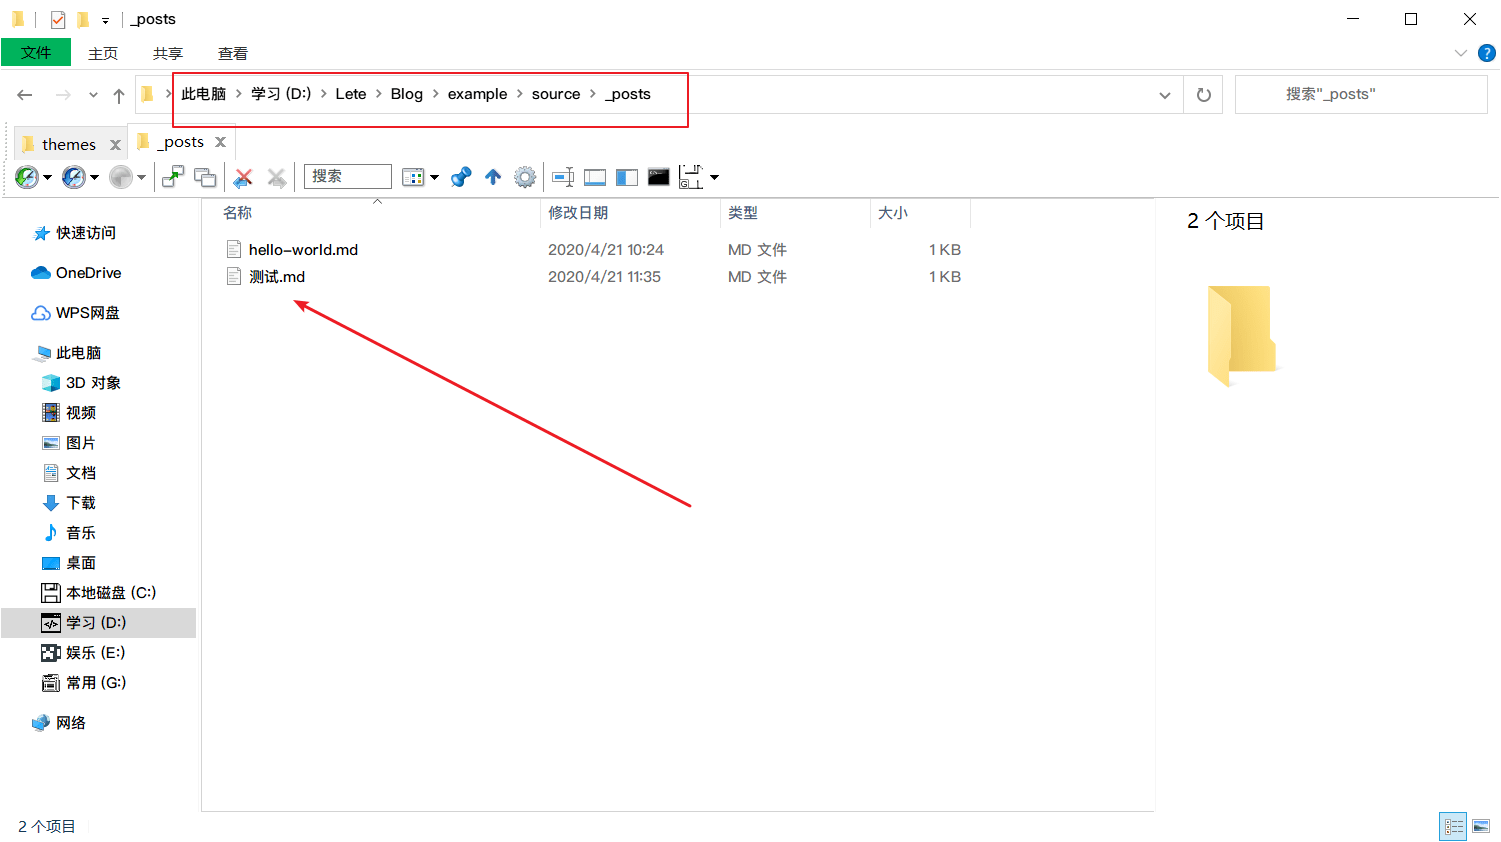 _posts
文件 主页 共享 查看
此电脑 学习 (D:) Lete Blog example source _posts
搜索"_posts"
themes _posts
搜索
名称 修改日期 类型 大小
hello-world.md 2020/4/21 10:24 MD 文件 1 KB
测试.md 2020/4/21 11:35 MD 文件 1 KB
2 个项目
快速访问
OneDrive
WPS网盘
此电脑
3D 对象
视频
图片
文档
下载
音乐
桌面
本地磁盘 (C:)
学习 (D:)
娱乐 (E:)
常用 (G:)
网络
2 个项目